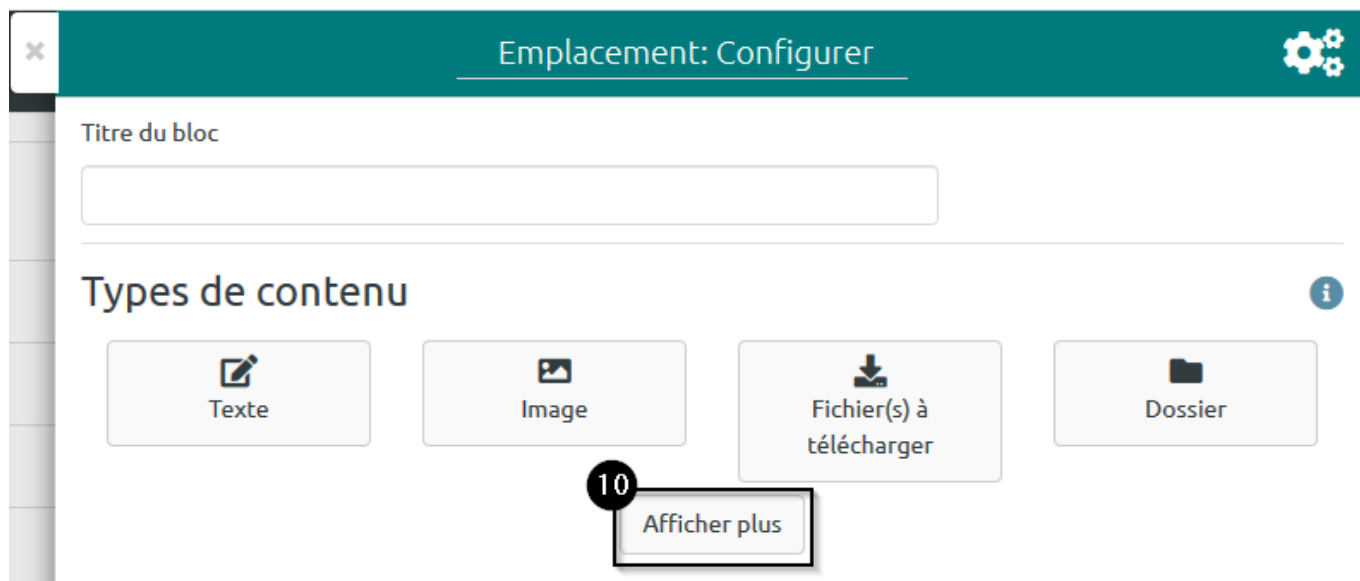 Emplacement: Configurer
Titre du bloc
Types de contenu
Texte
Image
Fichier(s) à
télécharger
Dossier
10
Afficher plus